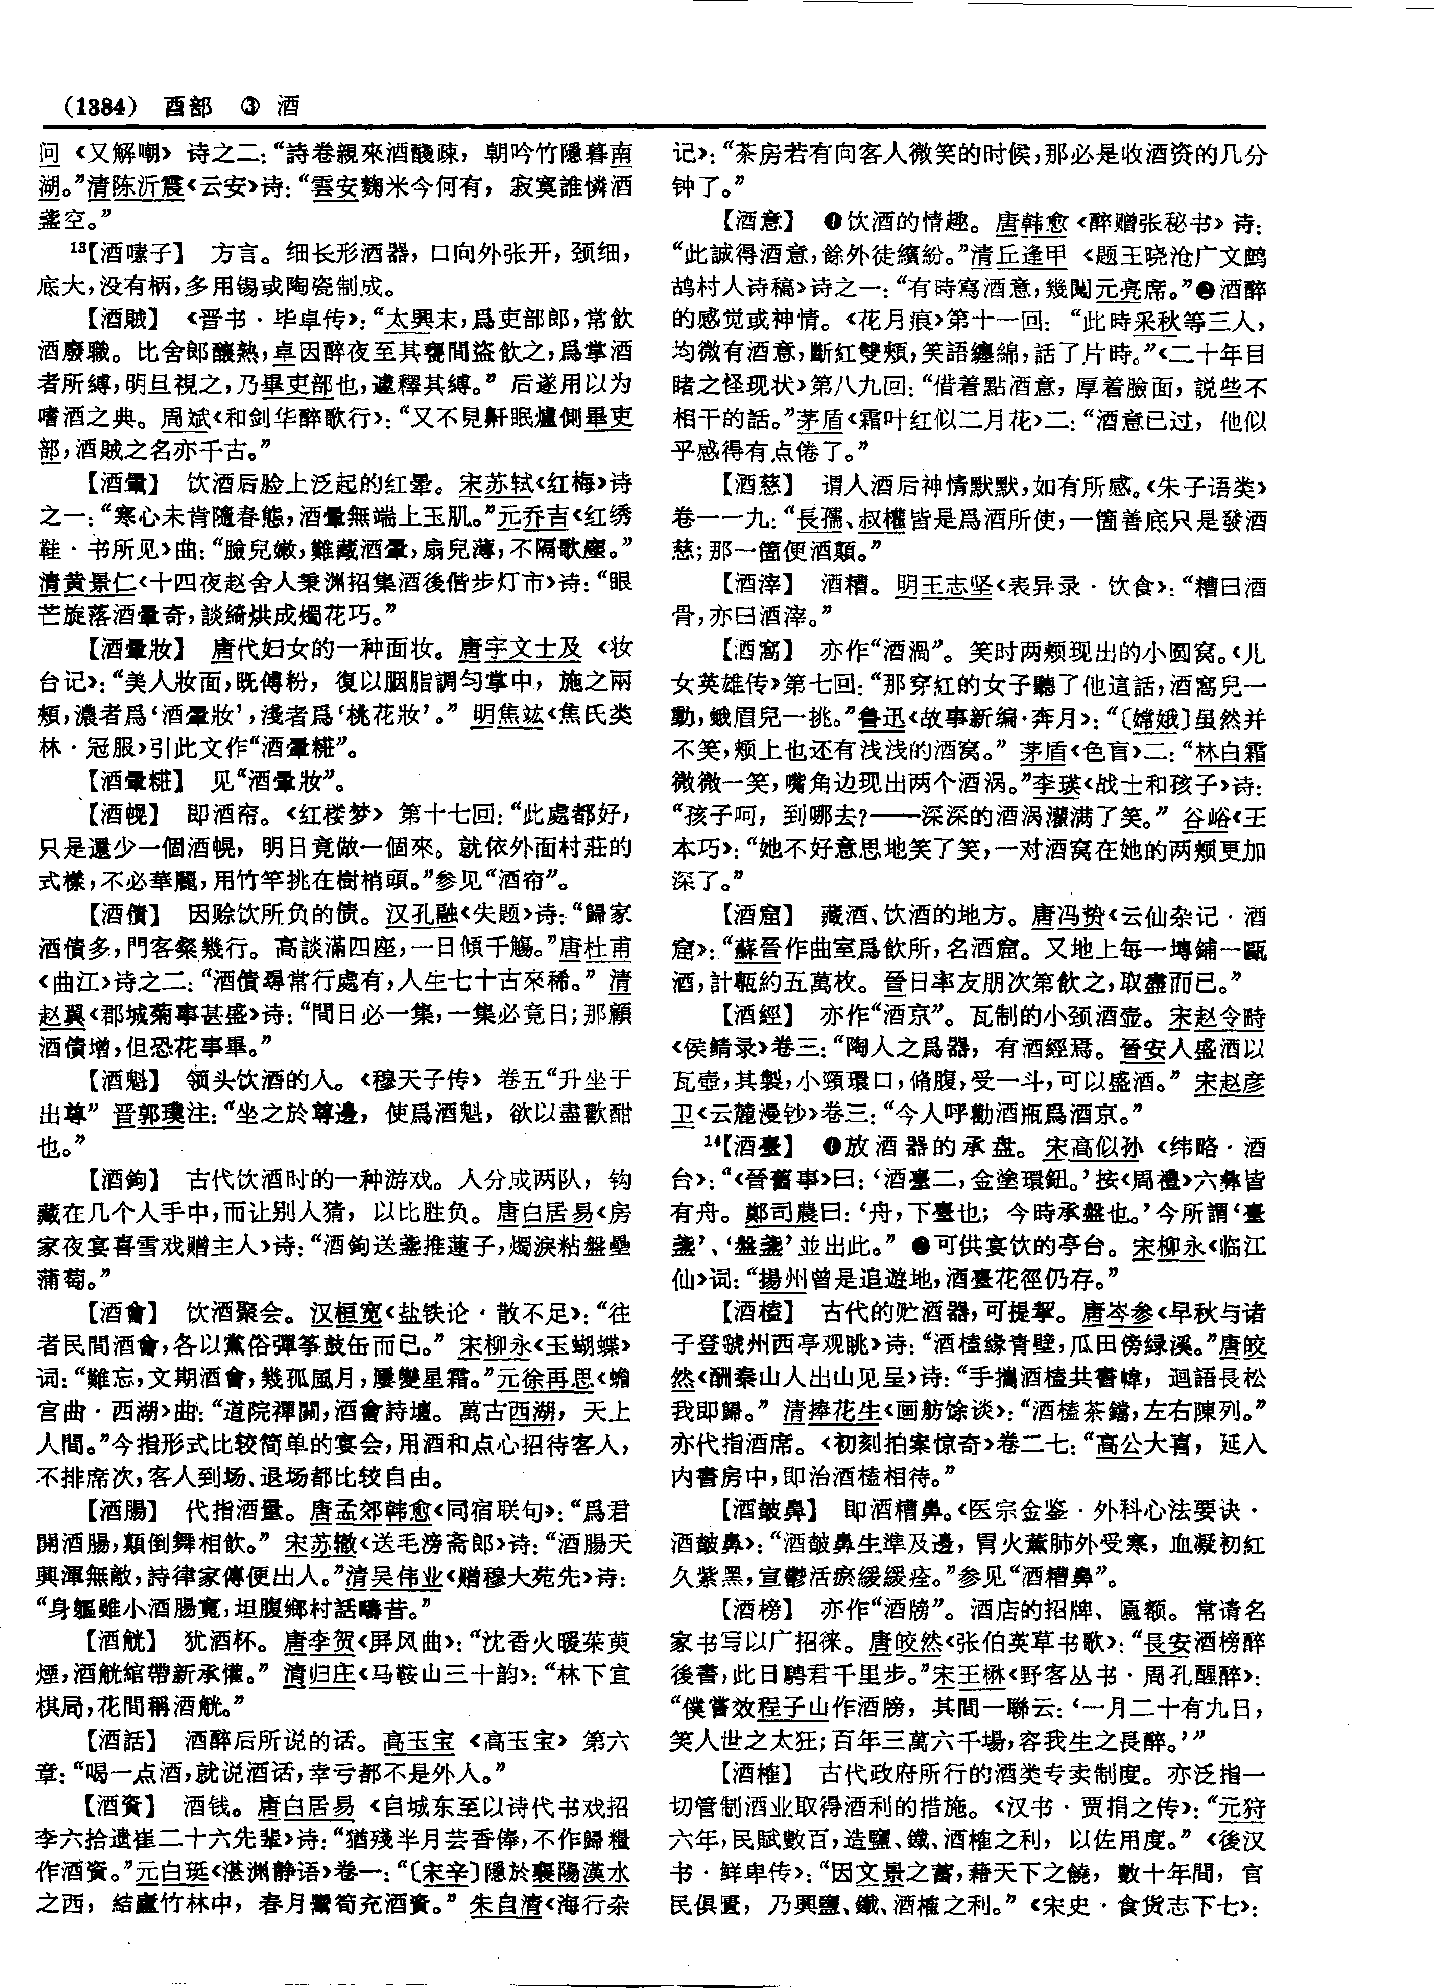 (1384) 酉部 ③ 酒
问《又解嘲》诗之二：“詩卷親來酒醆疎，朝吟竹隱暮南
湖。”清陈沂震《云安》诗：“雲安麴米今何有，寂寞誰憐酒
盞空。”
13【酒嗉子】 方言。细长形酒器，口向外张开，颈细，
底大，没有柄，多用锡或陶瓷制成。
【酒賊】 《晋书·毕卓传》：“太興末，爲吏部郎，常飲
酒廢職。比舍郎釀熟，卓因醉夜至其甕間盜飲之，爲掌酒
者所縛，明旦視之，乃畢吏部也，遽釋其縛。” 后遂用以为
嗜酒之典。周斌《和剑华醉歌行》：“又不見鼾眠爐側畢吏
部，酒賊之名亦千古。”
【酒暈】 饮酒后脸上泛起的红晕。宋苏轼《红梅》诗
之一：“寒心未肯隨春態，酒暈無端上玉肌。”元乔吉《红绣
鞋·书所见》曲：“臉兒嫩，難藏酒暈，扇兒薄，不隔歌塵。”
清黄景仁《十四夜赵舍人秉渊招集酒後偕步灯市》诗：“眼
芒旋落酒暈奇，談綺烘成燭花巧。”
【酒暈妝】 唐代妇女的一种面妆。唐宇文士及《妆
台记》：“美人妝面，既傅粉，復以胭脂調匀掌中，施之兩
頰，濃者爲‘酒暈妝’，淺者爲‘桃花妝’。” 明焦竑《焦氏类
林·冠服》引此文作“酒暈糚”。
【酒暈糚】 见“酒暈妝”。
【酒幌】 即酒帘。《红楼梦》第十七回：“此處都好，
只是還少一個酒幌，明日竟做一個來。就依外面村莊的
式樣，不必華麗，用竹竿挑在樹梢頭。”参见“酒帘”。
【酒債】 因赊饮所负的债。汉孔融《失题》诗：“歸家
酒債多，門客粲幾行。高談滿四座，一日傾千觴。”唐杜甫
《曲江》诗之二：“酒債尋常行處有，人生七十古來稀。” 清
赵翼《郡城菊事甚盛》诗：“間日必一集，一集必竟日；那顧
酒債增，但恐花事畢。”
【酒魁】 领头饮酒的人。《穆天子传》卷五“升坐于
出尊” 晋郭璞注：“坐之於尊邊，使爲酒魁，欲以盡歡酣
也。”
【酒鉤】 古代饮酒时的一种游戏。人分成两队，钩
藏在几个人手中，而让别人猜，以比胜负。唐白居易《房
家夜宴喜雪戏赠主人》诗：“酒鉤送盞推蓮子，燭淚粘盤壘
蒲萄。”
【酒會】 饮酒聚会。汉桓宽《盐铁论·散不足》：“往
者民間酒會，各以黨俗彈筝鼓缶而已。” 宋柳永《玉蝴蝶》
词：“難忘，文期酒會，幾孤風月，屢變星霜。”元徐再思《蟾
宫曲·西湖》曲：“道院禪關，酒會詩壇。萬古西湖，天上
人間。”今指形式比较简单的宴会，用酒和点心招待客人，
不排席次，客人到场、退场都比较自由。
【酒腸】 代指酒量。唐孟郊韩愈《同宿联句》：“爲君
開酒腸，顛倒舞相飲。” 宋苏辙《送毛滂斋郎》诗：“酒腸天
興渾無敵，詩律家傳便出人。”清吴伟业《赠穆大苑先》诗：
“身軀雖小酒腸寬，坦腹鄉村話疇昔。”
【酒觥】 犹酒杯。唐李贺《屏风曲》：“沈香火暖茱萸
煙，酒觥綰帶新承懽。” 清归庄《马鞍山三十韵》：“林下宜
棋局，花間稱酒觥。”
【酒話】 酒醉后所说的话。高玉宝《高玉宝》第六
章：“喝一点酒，就说酒话，幸亏都不是外人。”
【酒資】 酒钱。唐白居易《自城东至以诗代书戏招
李六拾遗崔二十六先辈》诗：“猶殘半月芸香俸，不作歸糧
作酒資。”元白珽《湛渊静语》卷一：“〔宋辛〕隱於襄陽漢水
之西，結廬竹林中，春月鬻筍充酒資。” 朱自清《海行杂
记》：“茶房若有向客人微笑的时候，那必是收酒资的几分
钟了。”
【酒意】 ❶饮酒的情趣。唐韩愈《醉赠张秘书》诗：
“此誠得酒意，餘外徒繽紛。”清丘逢甲《题王晓沧广文鹧
鸪村人诗稿》诗之一：“有時寫酒意，幾闖元亮席。”❷酒醉
的感觉或神情。《花月痕》第十一回：“此時采秋等三人，
均微有酒意，斷紅雙頰，笑語纏綿，話了片時。”《二十年目
睹之怪现状》第八九回：“借着點酒意，厚着臉面，説些不
相干的話。”茅盾《霜叶红似二月花》二：“酒意已过，他似
乎感得有点倦了。”
【酒慈】 谓人酒后神情默默，如有所感。《朱子语类》
卷一一九：“長孺、叔權皆是爲酒所使，一箇善底只是發酒
慈；那一箇便酒顛。”
【酒滓】 酒糟。明王志坚《表异录·饮食》：“糟曰酒
骨，亦曰酒滓。”
【酒窩】 亦作“酒渦”。笑时两颊现出的小圆窝。《儿
女英雄传》第七回：“那穿紅的女子聽了他這話，酒窩兒一
動，蛾眉兒一挑。”鲁迅《故事新编·奔月》：“〔嫦娥〕虽然并
不笑，颊上也还有浅浅的酒窝。” 茅盾《色盲》二：“林白霜
微微一笑，嘴角边现出两个酒涡。”李瑛《战士和孩子》诗：
“孩子呵，到哪去？——深深的酒涡灌满了笑。” 谷峪《王
本巧》：“她不好意思地笑了笑，一对酒窝在她的两颊更加
深了。”
【酒窟】 藏酒、饮酒的地方。唐冯贽《云仙杂记·酒
窟》：“蘇晉作曲室爲飲所，名酒窟。又地上每一塼鋪一甌
酒，計甎約五萬枚。晉日率友朋次第飲之，取盡而已。”
【酒經】 亦作“酒京”。瓦制的小颈酒壶。宋赵令畤
《侯鲭录》卷三：“陶人之爲器，有酒經焉。晉安人盛酒以
瓦壺，其製，小頸環口，脩腹，受一斗，可以盛酒。” 宋赵彦
卫《云麓漫钞》卷三：“今人呼勸酒瓶爲酒京。”
14【酒臺】 ❶放酒器的承盘。宋高似孙《纬略·酒
台》：“《晉舊事》曰：‘酒臺二，金塗環鈕。’按《周禮》六彝皆
有舟。鄭司農曰：‘舟，下臺也；今時承盤也。’今所謂‘臺
盞’、‘盤盞’並出此。” ❷可供宴饮的亭台。宋柳永《临江
仙》词：“揚州曾是追遊地，酒臺花徑仍存。”
【酒榼】 古代的贮酒器，可提挈。唐岑参《早秋与诸
子登虢州西亭观眺》诗：“酒榼緣青壁，瓜田傍緑溪。”唐皎
然《酬秦山人出山见呈》诗：“手攜酒榼共書幃，迴語長松
我即歸。” 清捧花生《画舫馀谈》：“酒榼茶鐺，左右陳列。”
亦代指酒席。《初刻拍案惊奇》卷二七：“高公大喜，延入
内書房中，即治酒榼相待。”
【酒皶鼻】 即酒糟鼻。《医宗金鉴·外科心法要诀·
酒皶鼻》：“酒皶鼻生準及邊，胃火薰肺外受寒，血凝初紅
久紫黑，宣鬱活瘀緩緩痊。”参见“酒糟鼻”。
【酒榜】 亦作“酒牓”。酒店的招牌、匾额。常请名
家书写以广招徕。唐皎然《张伯英草书歌》：“長安酒榜醉
後書，此日騁君千里步。”宋王楙《野客丛书·周孔醒醉》：
“僕嘗效程子山作酒牓，其間一聯云：‘一月二十有九日，
笑人世之太狂；百年三萬六千場，容我生之長醉。’”
【酒榷】 古代政府所行的酒类专卖制度。亦泛指一
切管制酒业取得酒利的措施。《汉书·贾捐之传》：“元狩
六年，民賦數百，造鹽、鐵、酒榷之利，以佐用度。”《後汉
书·鲜卑传》：“因文景之蓄，藉天下之饒，數十年間，官
民俱匱，乃興鹽、鐵、酒榷之利。”《宋史·食货志下七》：